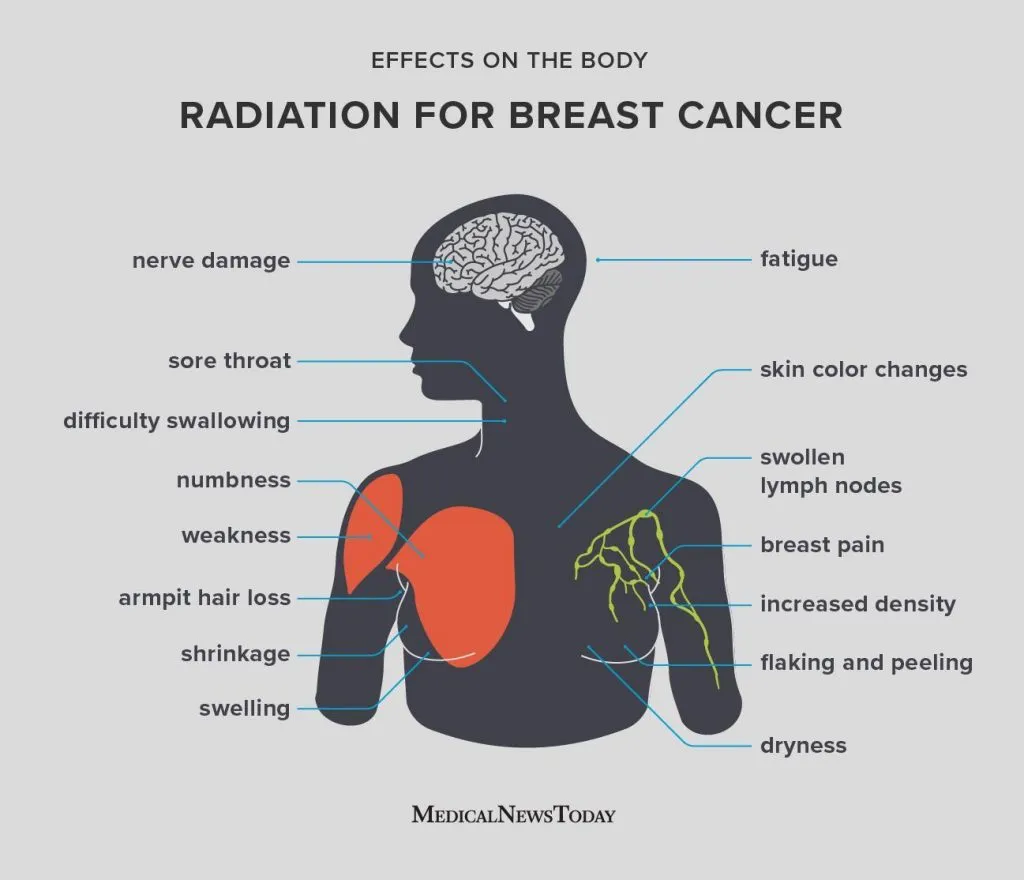 EFFECTS ON THE BODY
RADIATION FOR BREAST CANCER
nerve damage
sore throat
difficulty swallowing
numbness
weakness
armpit hair loss
shrinkage
swelling
fatigue
skin color changes
swollen
lymph nodes
breast pain
increased density
flaking and peeling
dryness
MEDICALNEWSTODAY